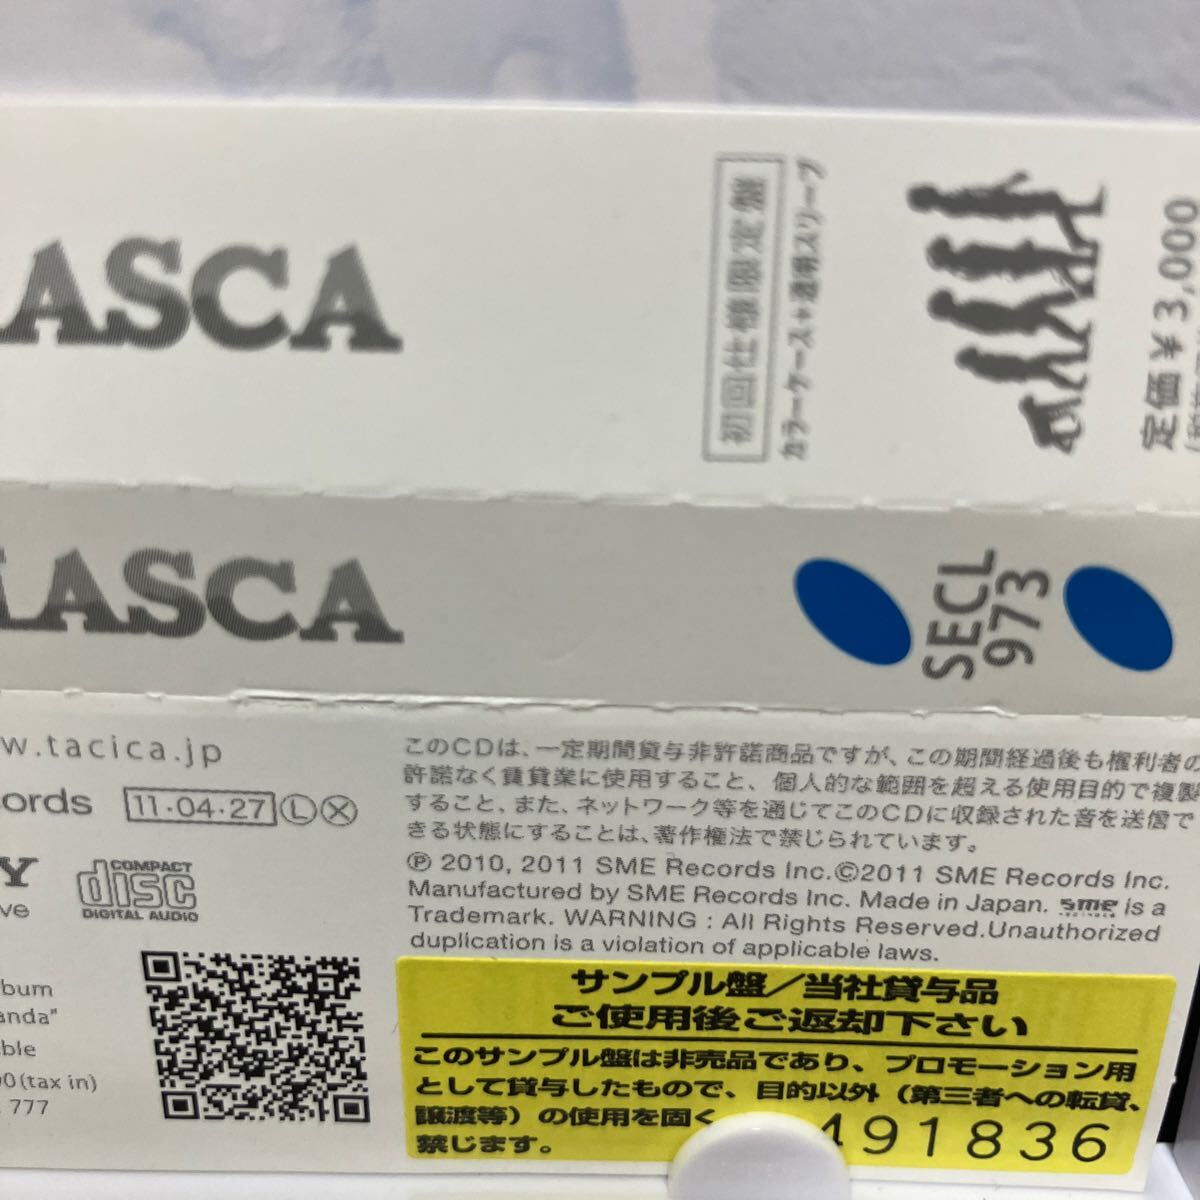 ASCA
初回仕様限定盤
カラーケース+透明スリーブ
定価¥3,000
ASCA
SECL
973
w.tacica.jp
ords 11・04・27 Ⓛ Ⓧ
Y
ve
COMPACT
disc
DIGITAL AUDIO
bum
anda"
ble
00(tax in)
777
このCDは、一定期間貸与非許諾商品ですが、この期間経過後も権利者の
許諾なく賃貸業に使用すること、個人的な範囲を超える使用目的で複製
すること、また、ネットワーク等を通じてこのCDに収録された音を送信で
きる状態にすることは、著作権法で禁じられています。
Ⓟ 2010, 2011 SME Records Inc.©2011 SME Records Inc.
Manufactured by SME Records Inc. Made in Japan. sme is a
Trademark. WARNING : All Rights Reserved.Unauthorized
duplication is a violation of applicable laws.
サンプル盤／当社貸与品
ご使用後ご返却下さい
このサンプル盤は非売品であり、プロモーション用
として貸与したもので、目的以外（第三者への転貸、
譲渡等）の使用を固く
禁じます。
491836